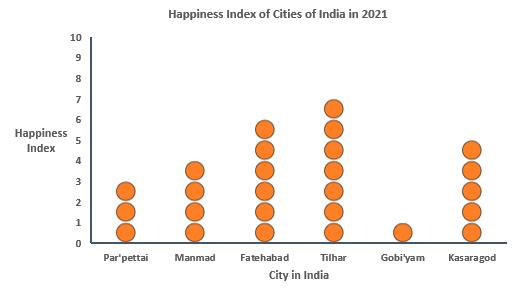 Happiness Index of Cities of India in 2021
10
9
8
7
6
5
4
3
2
1
0
Happiness
Index
Par'pettai Manmad Fatehabad Tilhar Gobi'yam Kasaragod
City in India